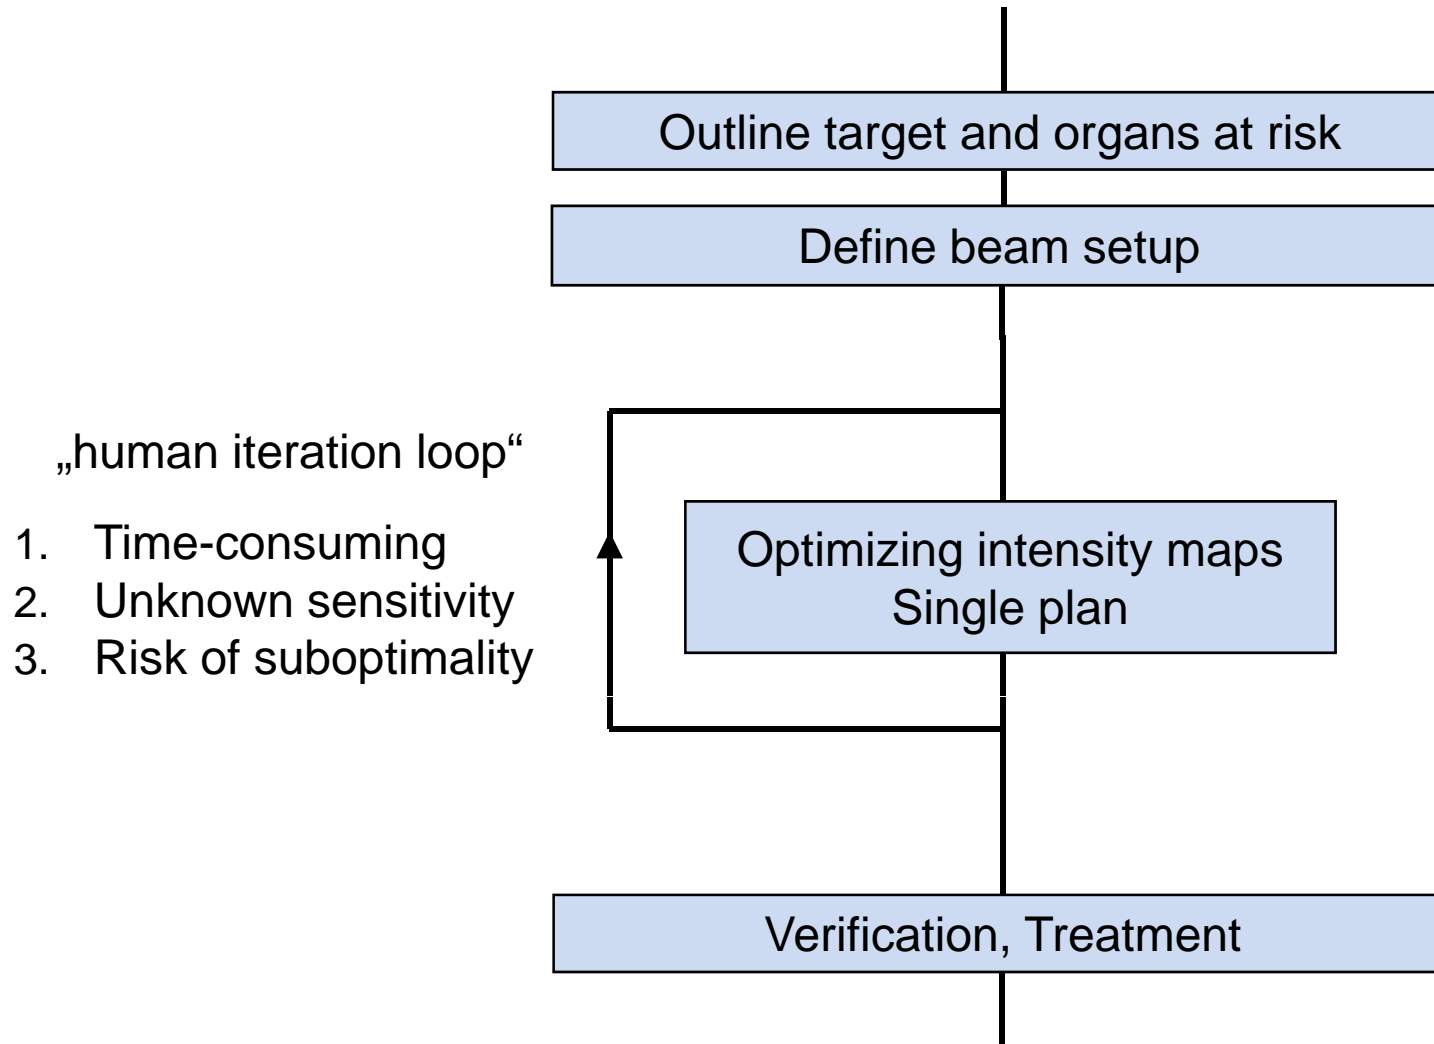 Outline target and organs at risk
Define beam setup
„human iteration loop“
1. Time-consuming
2. Unknown sensitivity
3. Risk of suboptimality
Optimizing intensity maps
Single plan
Verification, Treatment